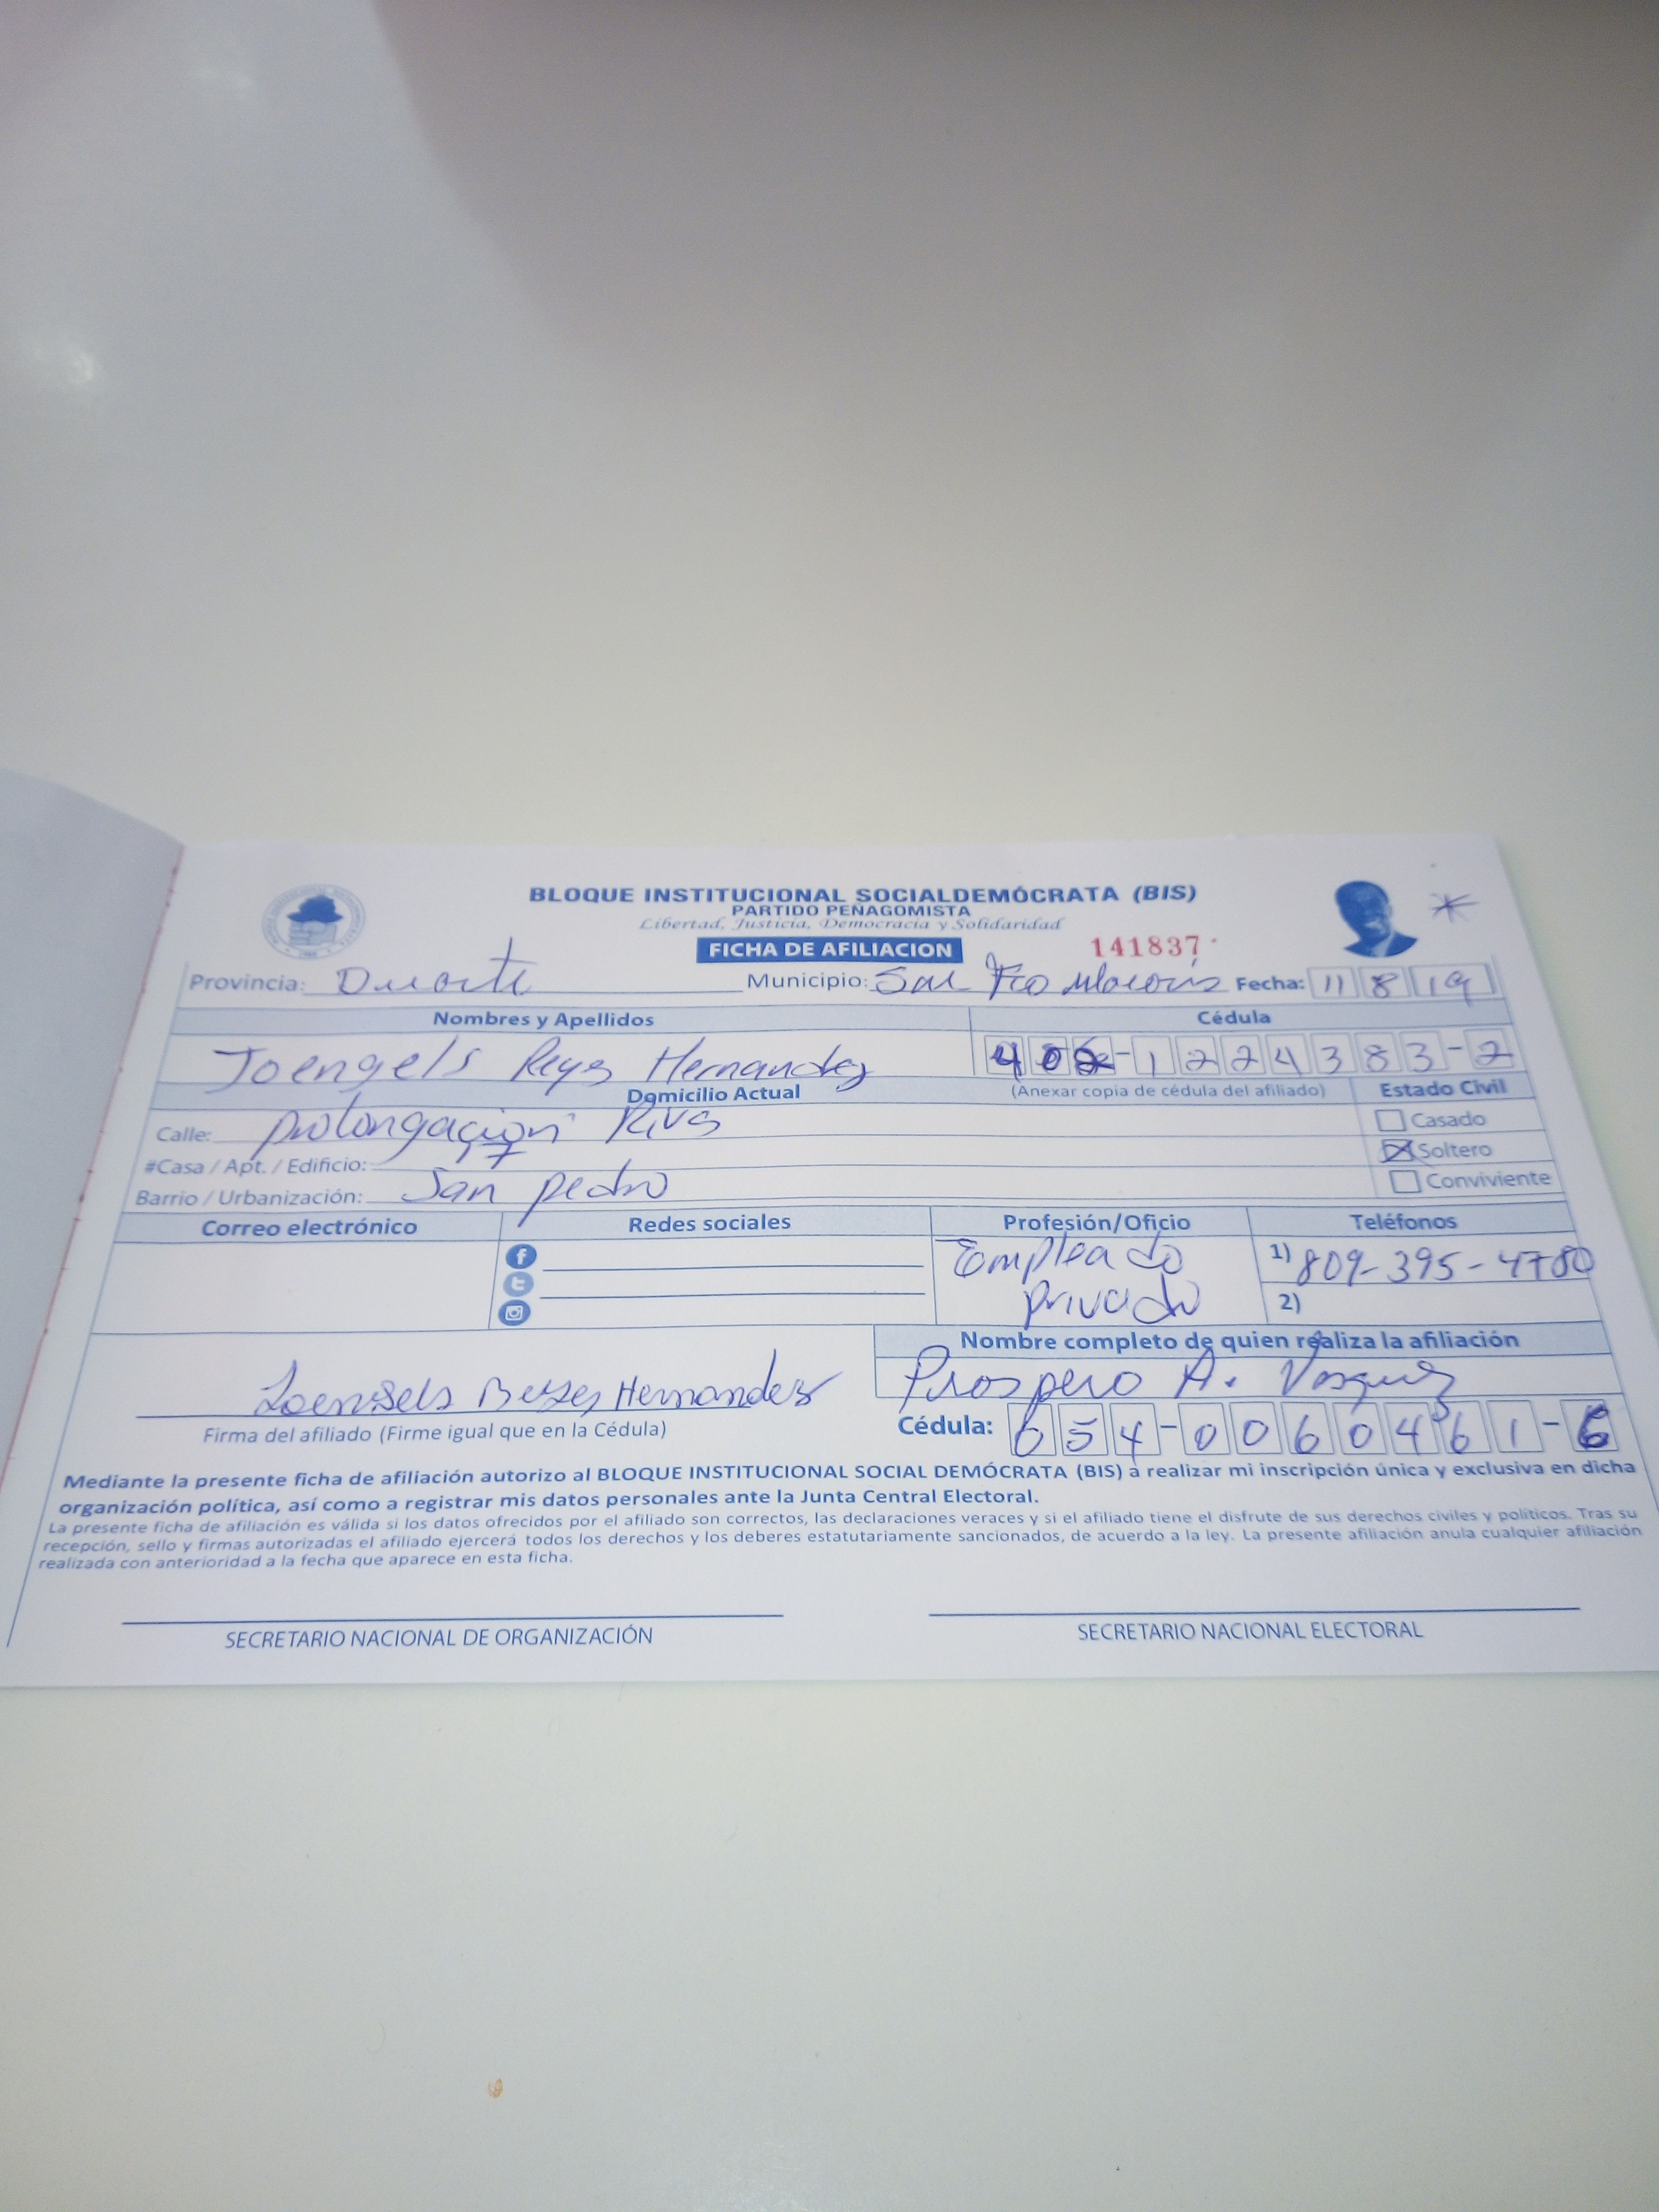 BLOQUE INSTITUCIONAL SOCIALDEMÓCRATA (BIS)
PARTIDO PEÑAGOMISTA
Libertad, Justicia, Democracia y Solidaridad
FICHA DE AFILIACION 141837
Provincia: Duarte Municipio: San Fco Macorís Fecha: 11 8 19
Nombres y Apellidos Cédula
Joengels Reyes Hernandez 402-1224383-2
Domicilio Actual (Anexar copia de cédula del afiliado) Estado Civil
Calle: prolongación Riva Casado
#Casa / Apt. / Edificio: 17 Soltero
Barrio / Urbanización: San pedro Conviviente
Correo electrónico Redes sociales Profesión/Oficio Teléfonos
Empleado privado 1) 809-395-4780
2)
Nombre completo de quien realiza la afiliación
Hernandez Prospero A. Vasquez
Firma del afiliado (Firme igual que en la Cédula) Cédula: 054-0060461-6
Mediante la presente ficha de afiliación autorizo al BLOQUE INSTITUCIONAL SOCIAL DEMÓCRATA (BIS) a realizar mi inscripción única y exclusiva en dicha
organización política, así como a registrar mis datos personales ante la Junta Central Electoral.
La presente ficha de afiliación es válida si los datos ofrecidos por el afiliado son correctos, las declaraciones veraces y si el afiliado tiene el disfrute de sus derechos civiles y políticos. Tras su
recepción, sello y firmas autorizadas el afiliado ejercerá todos los derechos y los deberes estatutariamente sancionados, de acuerdo a la ley. La presente afiliación anula cualquier afiliación
realizada con anterioridad a la fecha que aparece en esta ficha.
SECRETARIO NACIONAL DE ORGANIZACIÓN SECRETARIO NACIONAL ELECTORAL